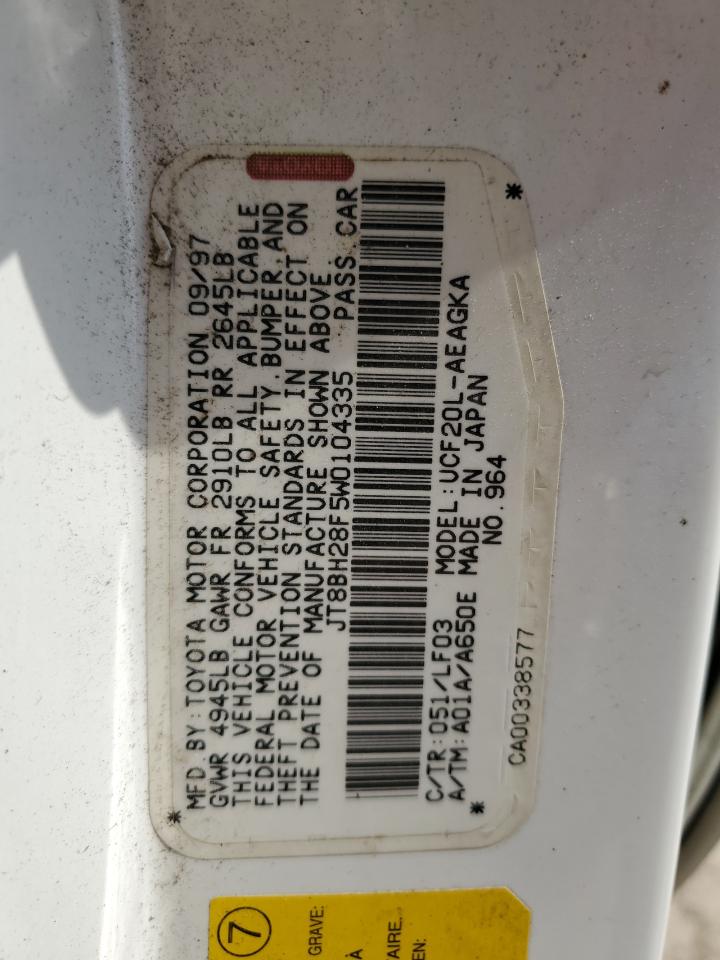 MFD.BY:TOYOTA MOTOR CORPORATION 09/97
GVWR 4945LB GAWR FR 2910LB RR 2645LB
THIS VEHICLE CONFORMS TO ALL APPLICABLE
FEDERAL MOTOR VEHICLE SAFETY,BUMPER,AND
THEFT PREVENTION STANDARDS IN EFFECT ON
THE DATE OF MANUFACTURE SHOWN ABOVE.
JT8BH28F5W0104335 PASS.CAR
C/TR:051/LF03 MODEL:UCF20L-AEAGKA
A/TM:A01A/A650E MADE IN JAPAN
NO.964
CA00338577
7
GRAVE:
À
AIRE.
EN: